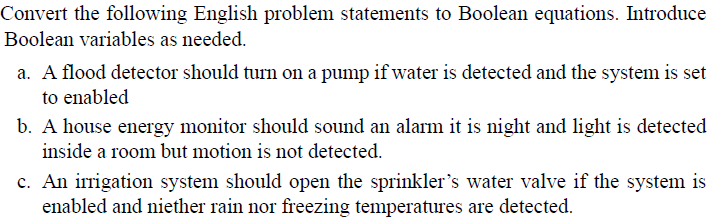 Convert the following English problem statements to Boolean equations. Introduce
Boolean variables as needed.
a. A flood detector should turn on a pump if water is detected and the system is set
to enabled
b. A house energy monitor should sound an alarm it is night and light is detected
inside a room but motion is not detected.
c. An irrigation system should open the sprinkler's water valve if the system is
enabled and niether rain nor freezing temperatures are detected.